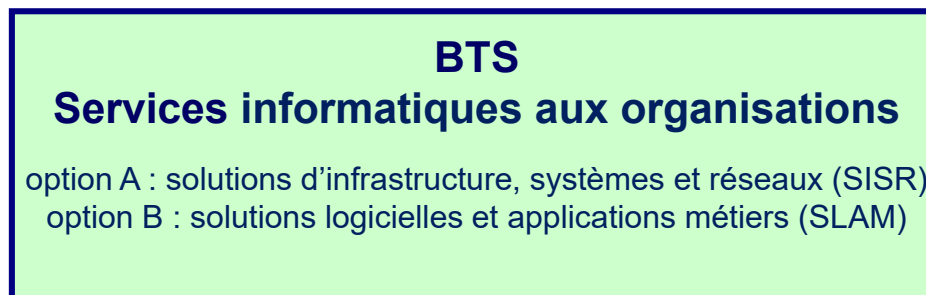 BTS
Services informatiques aux organisations
option A : solutions d’infrastructure, systèmes et réseaux (SISR)
option B : solutions logicielles et applications métiers (SLAM)